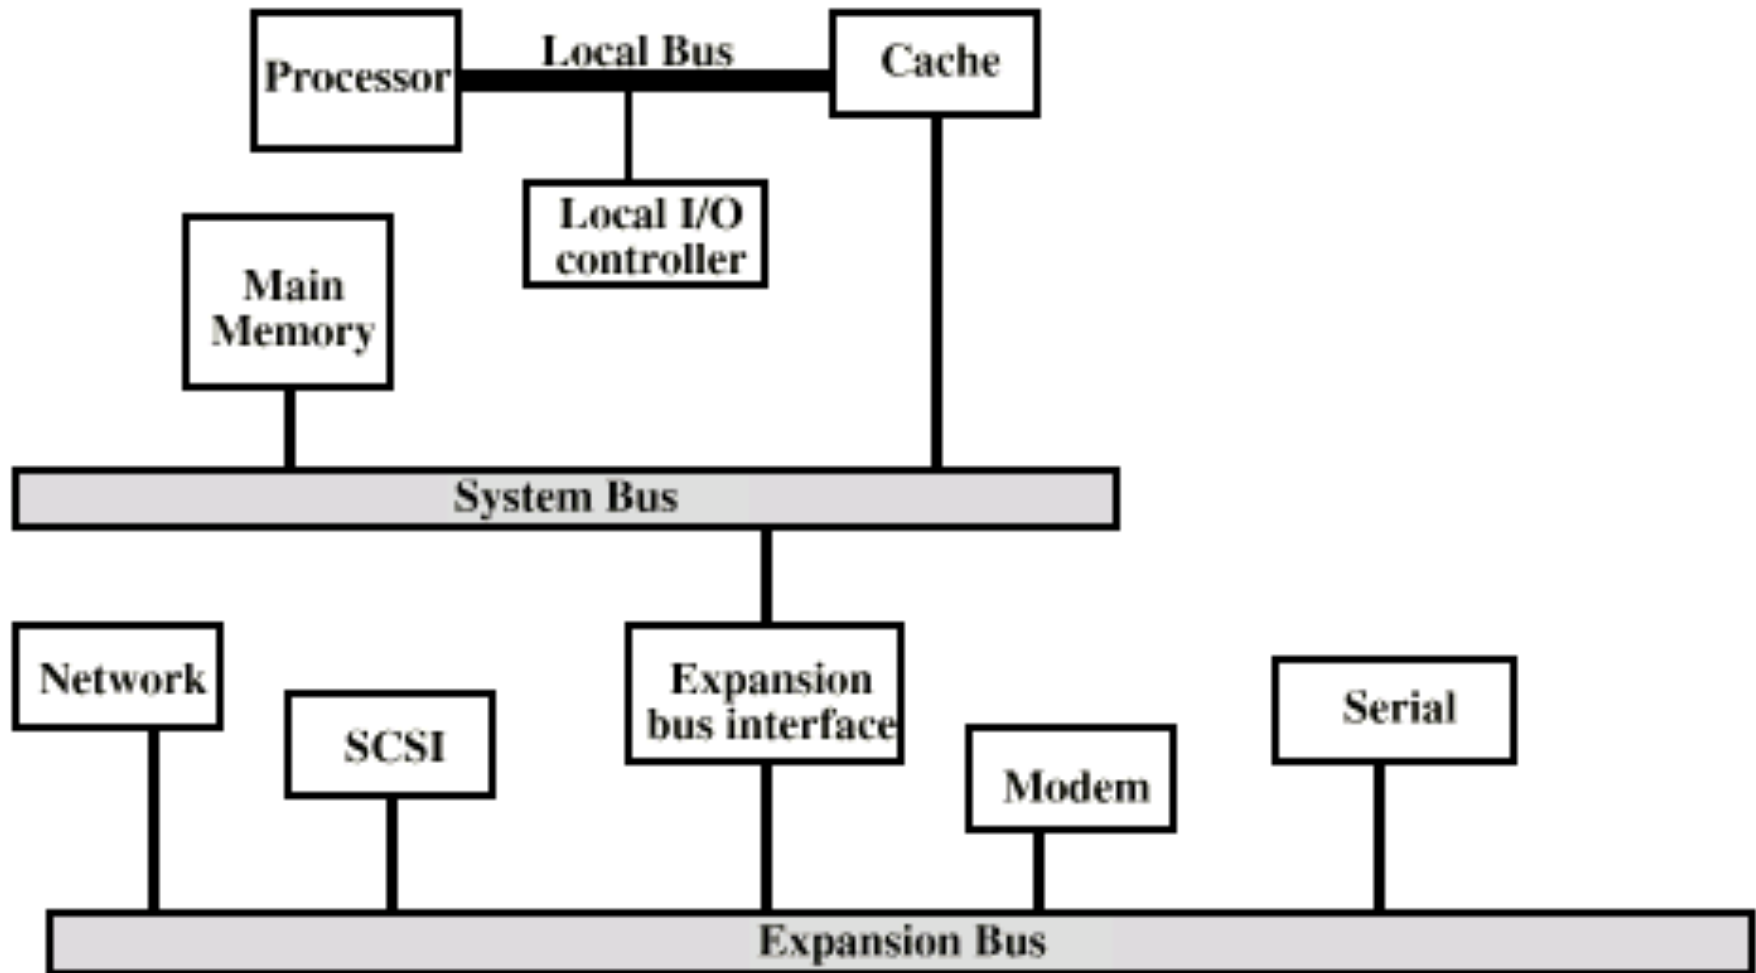 Local Bus
Processor
Cache
Local I/O
controller
Main
Memory
System Bus
Network
SCSI
Expansion
bus interface
Modem
Serial
Expansion Bus